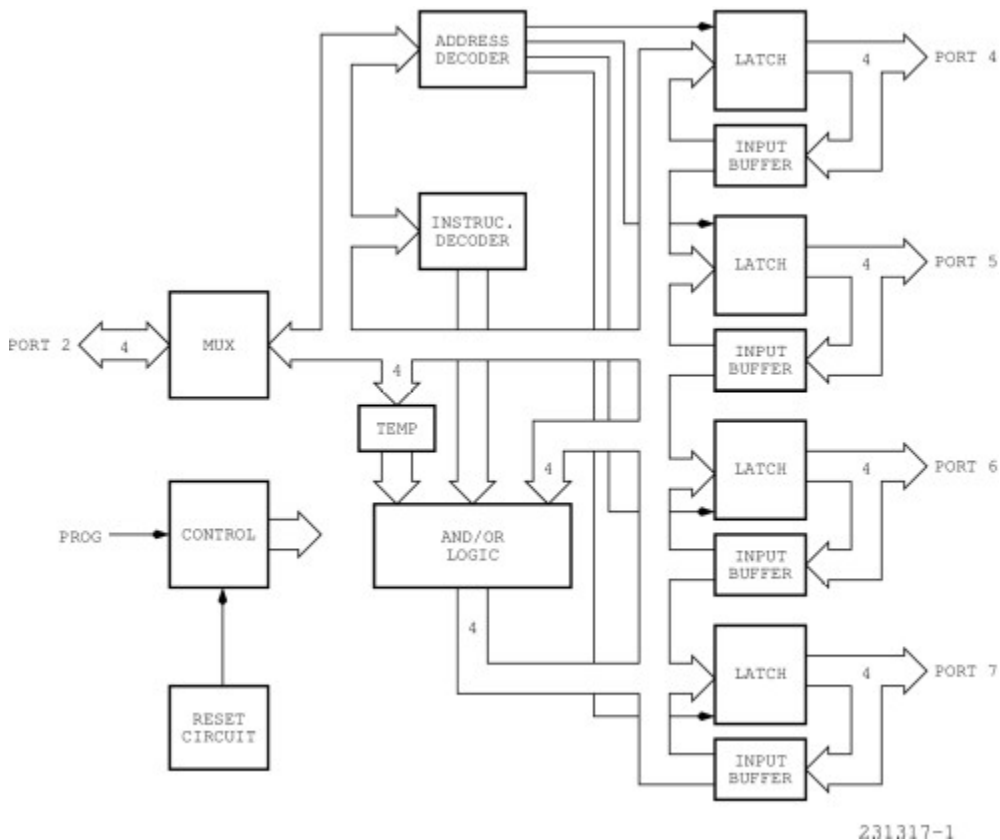 ADDRESS
DECODER
LATCH
4
PORT 4
INPUT
BUFFER
INSTRUC.
DECODER
LATCH
4
PORT 5
PORT 2
4
MUX
INPUT
BUFFER
4
TEMP
4
LATCH
4
PORT 6
PROG
CONTROL
AND/OR
LOGIC
INPUT
BUFFER
4
LATCH
4
PORT 7
RESET
CIRCUIT
INPUT
BUFFER
231317-1